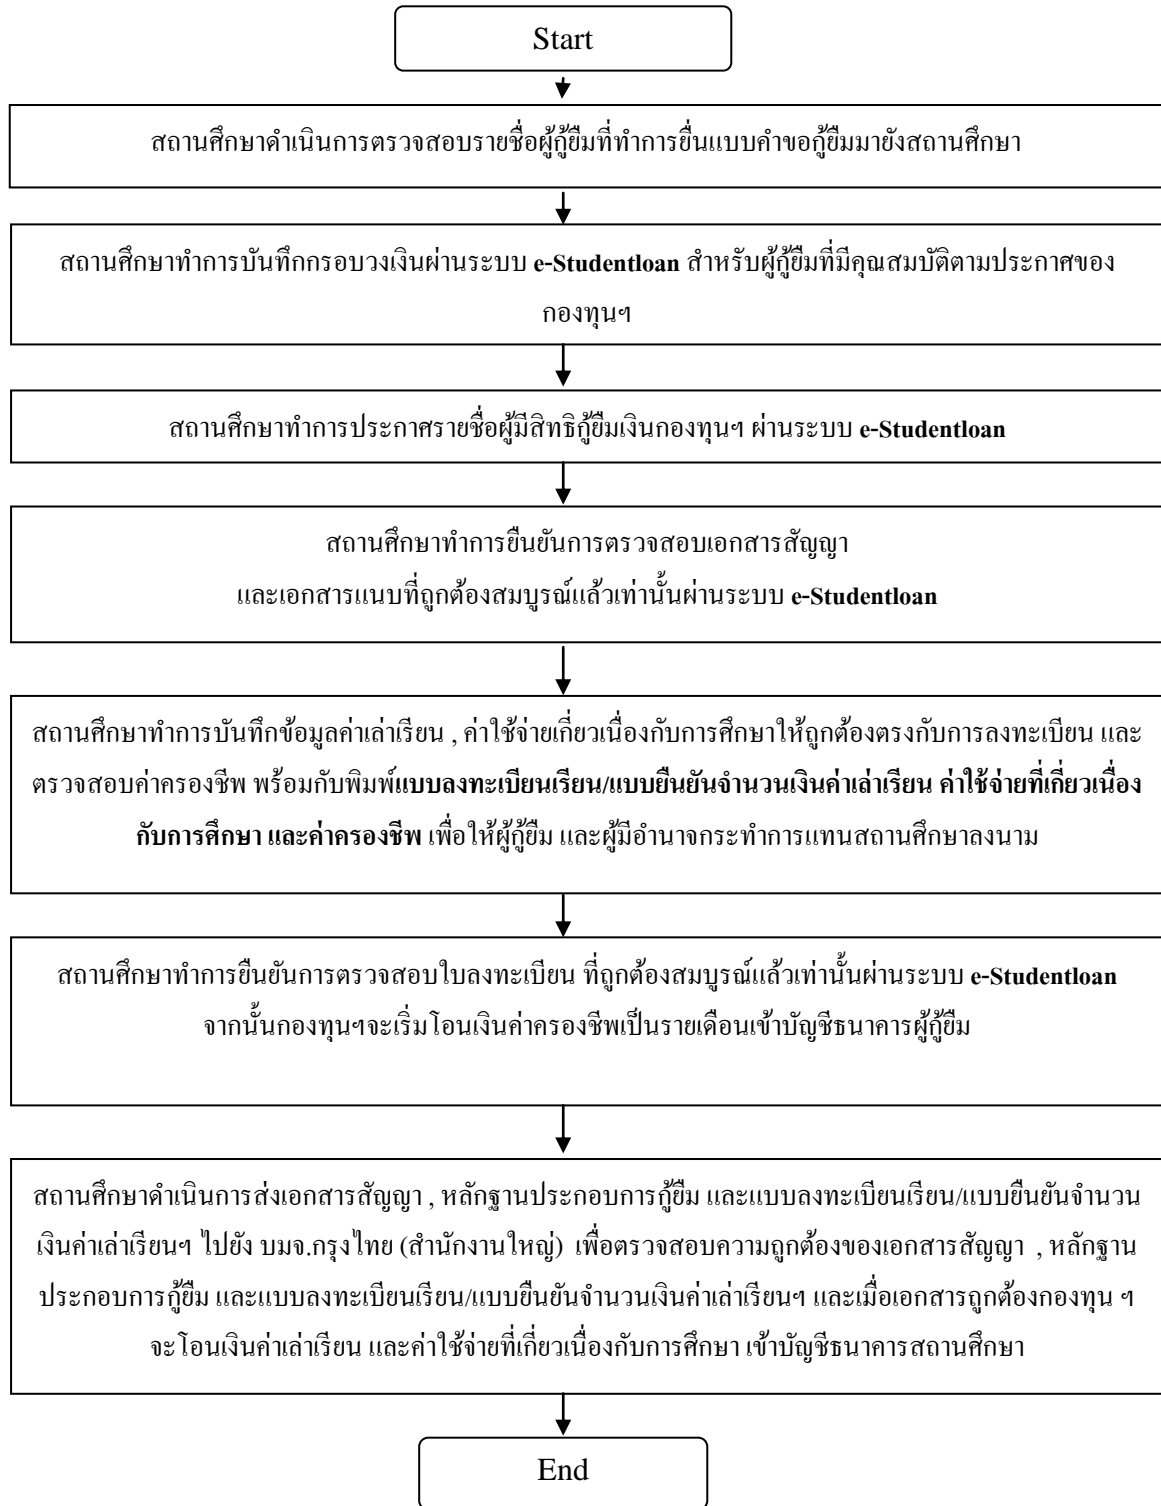 Start
สถานศึกษาดำเนินการตรวจสอบรายชื่อผู้กู้ยืมที่ทำการยื่นแบบคำขอกู้ยืมมายังสถานศึกษา
สถานศึกษาทำการบันทึกกรอบวงเงินผ่านระบบ e-Studentloan สำหรับผู้กู้ยืมที่มีคุณสมบัติตามประกาศของ
กองทุนฯ
สถานศึกษาทำการประกาศรายชื่อผู้มีสิทธิกู้ยืมเงินกองทุนฯ ผ่านระบบ e-Studentloan
สถานศึกษาทำการยืนยันการตรวจสอบเอกสารสัญญา
และเอกสารแนบที่ถูกต้องสมบูรณ์แล้วเท่านั้นผ่านระบบ e-Studentloan
สถานศึกษาทำการบันทึกข้อมูลค่าเล่าเรียน , ค่าใช้จ่ายเกี่ยวเนื่องกับการศึกษาให้ถูกต้องตรงกับการลงทะเบียน และ
ตรวจสอบค่าครองชีพ พร้อมกับพิมพ์แบบลงทะเบียนเรียน/แบบยืนยันจำนวนเงินค่าเล่าเรียน ค่าใช้จ่ายที่เกี่ยวเนื่อง
กับการศึกษา และค่าครองชีพ เพื่อให้ผู้กู้ยืม และผู้มีอำนาจกระทำการแทนสถานศึกษาลงนาม
สถานศึกษาทำการยืนยันการตรวจสอบใบลงทะเบียน ที่ถูกต้องสมบูรณ์แล้วเท่านั้นผ่านระบบ e-Studentloan
จากนั้นกองทุนฯจะเริ่มโอนเงินค่าครองชีพเป็นรายเดือนเข้าบัญชีธนาคารผู้กู้ยืม
สถานศึกษาดำเนินการส่งเอกสารสัญญา , หลักฐานประกอบการกู้ยืม และแบบลงทะเบียนเรียน/แบบยืนยันจำนวน
เงินค่าเล่าเรียนฯ ไปยัง บมจ.กรุงไทย (สำนักงานใหญ่) เพื่อตรวจสอบความถูกต้องของเอกสารสัญญา , หลักฐาน
ประกอบการกู้ยืม และแบบลงทะเบียนเรียน/แบบยืนยันจำนวนเงินค่าเล่าเรียนฯ และเมื่อเอกสารถูกต้องกองทุน ฯ
จะโอนเงินค่าเล่าเรียน และค่าใช้จ่ายที่เกี่ยวเนื่องกับการศึกษา เข้าบัญชีธนาคารสถานศึกษา
End